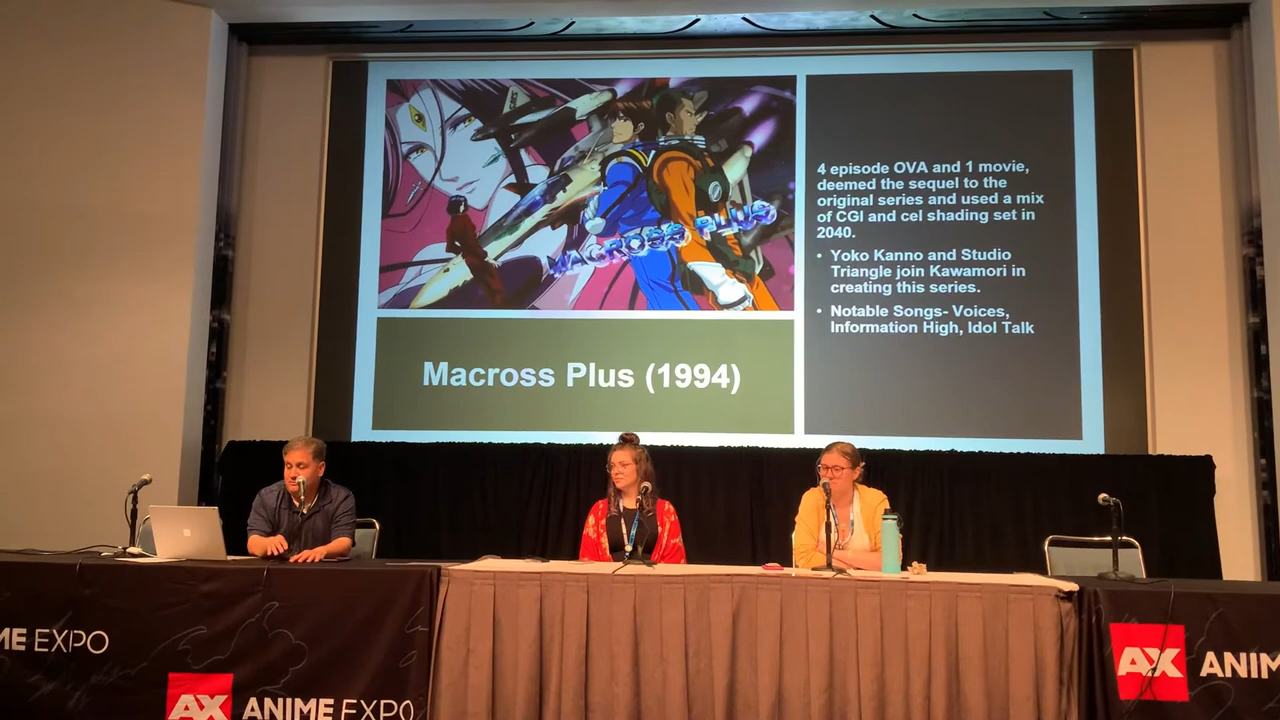 MACROSS PLUS
4 episode OVA and 1 movie,
deemed the sequel to the
original series and used a mix
of CGI and cel shading set in
2040.
• Yoko Kanno and Studio
Triangle join Kawamori in
creating this series.
• Notable Songs- Voices,
Information High, Idol Talk
Macross Plus (1994)
IME EXPO
AX ANIME EXPO
AX ANIM